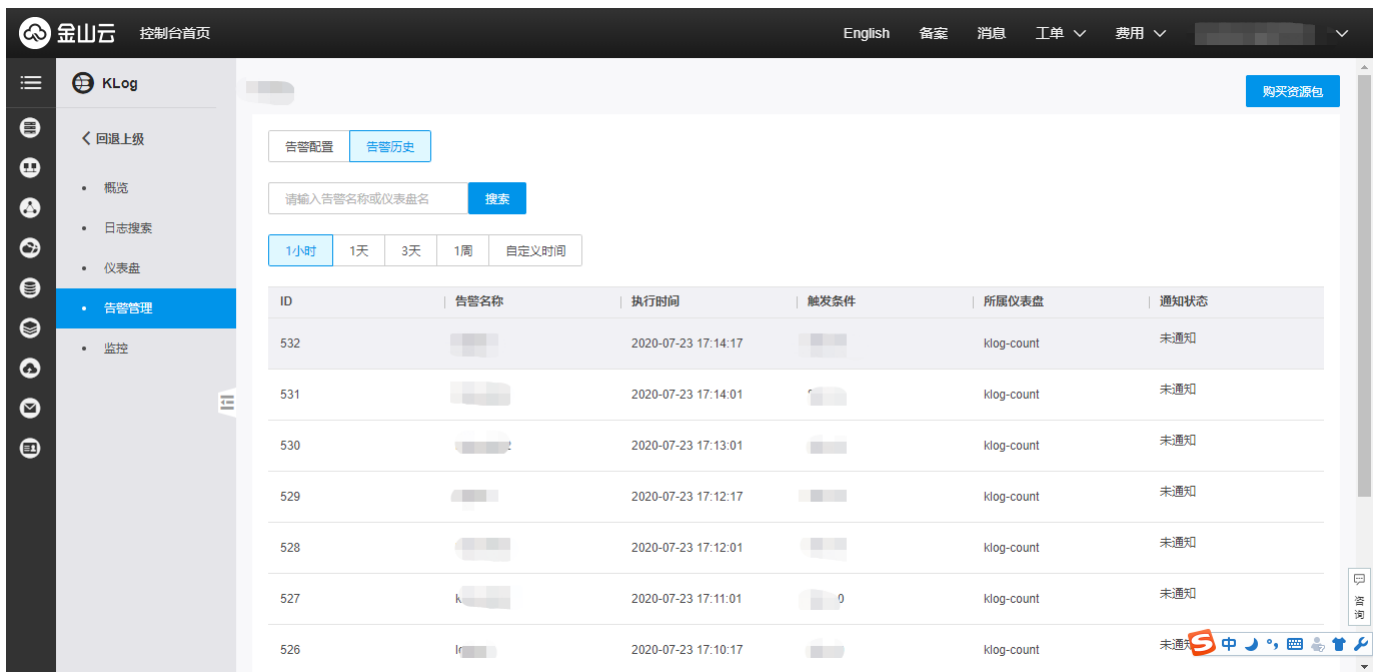 金山云 控制台首页 English 备案 消息 工单 费用
KLog
购买资源包
回退上级
告警配置 告警历史
概览
请输入告警名称或仪表盘名 搜索
日志搜索
1小时 1天 3天 1周 自定义时间
仪表盘
告警管理
监控
ID 告警名称 执行时间 触发条件 所属仪表盘 通知状态
532 2020-07-23 17:14:17 klog-count 未通知
531 2020-07-23 17:14:01 klog-count 未通知
530 2020-07-23 17:13:01 klog-count 未通知
529 2020-07-23 17:12:17 klog-count 未通知
528 2020-07-23 17:12:01 klog-count 未通知
527 2020-07-23 17:11:01 klog-count 未通知
526 2020-07-23 17:10:17 klog-count 未通知
咨询
中